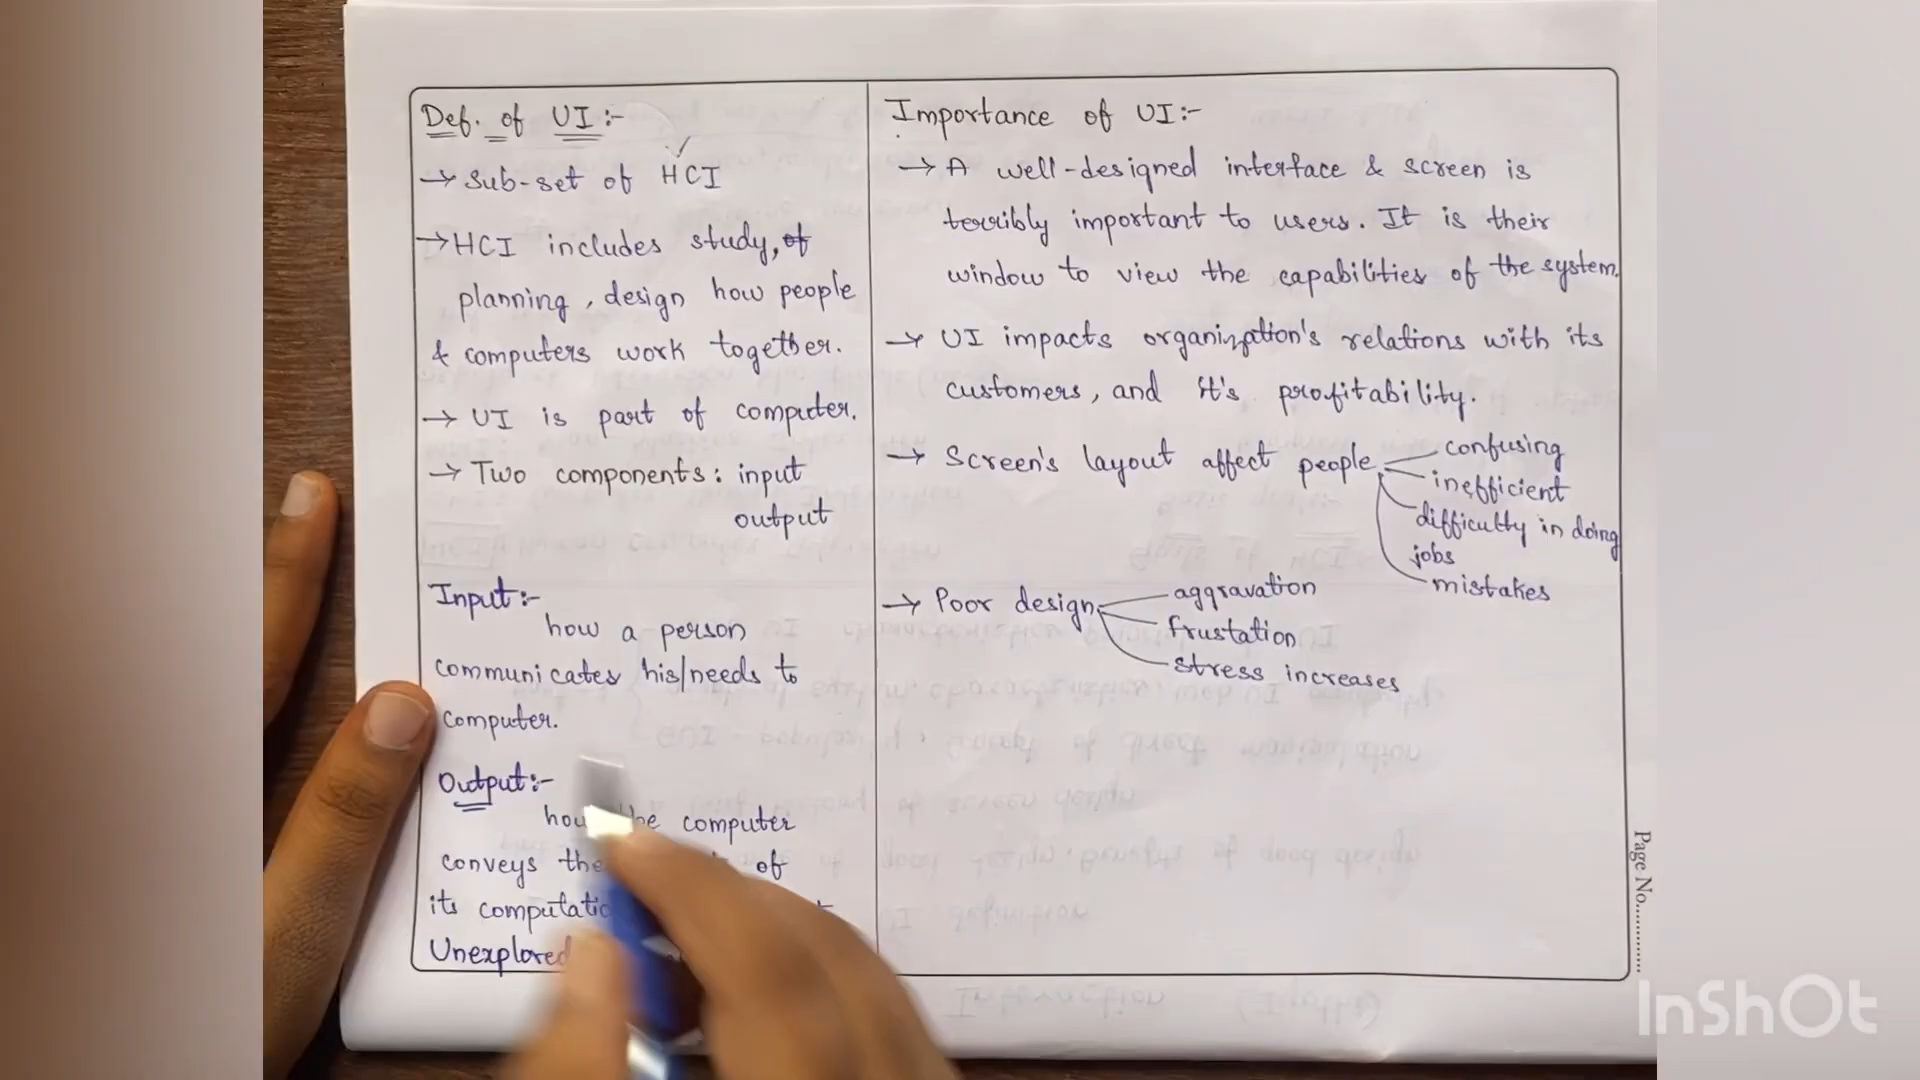 Def. of UI:-
→ Sub-set of HCI
→ HCI includes study,
planning, design how people
& computers work together.
→ UI is part of computer.
→ Two components: input
output
Input:-
how a person
communicates his/needs to
computer.
Output:-
computer
conveys of
its
Importance of UI:-
→ A well-designed interface & screen is
terribly important to users. It is their
window to view the capabilities of the system.
→ UI impacts organization's relations with its
customers, and it's profitability.
→ Screen's layout affect people
confusing
inefficient
difficulty in doing
jobs
mistakes
→ Poor design
aggravation
frustation
stress increases
Page No..............
InShOt